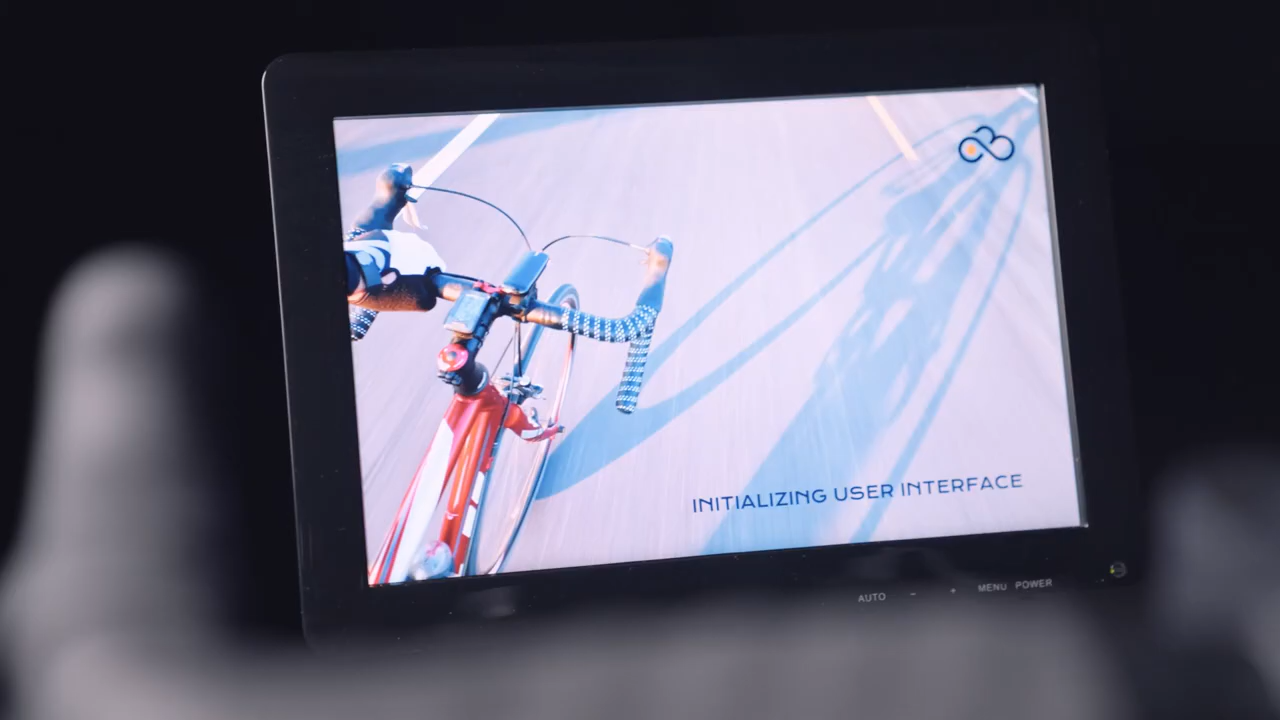 INITIALIZING USER INTERFACE
AUTO - + MENU POWER